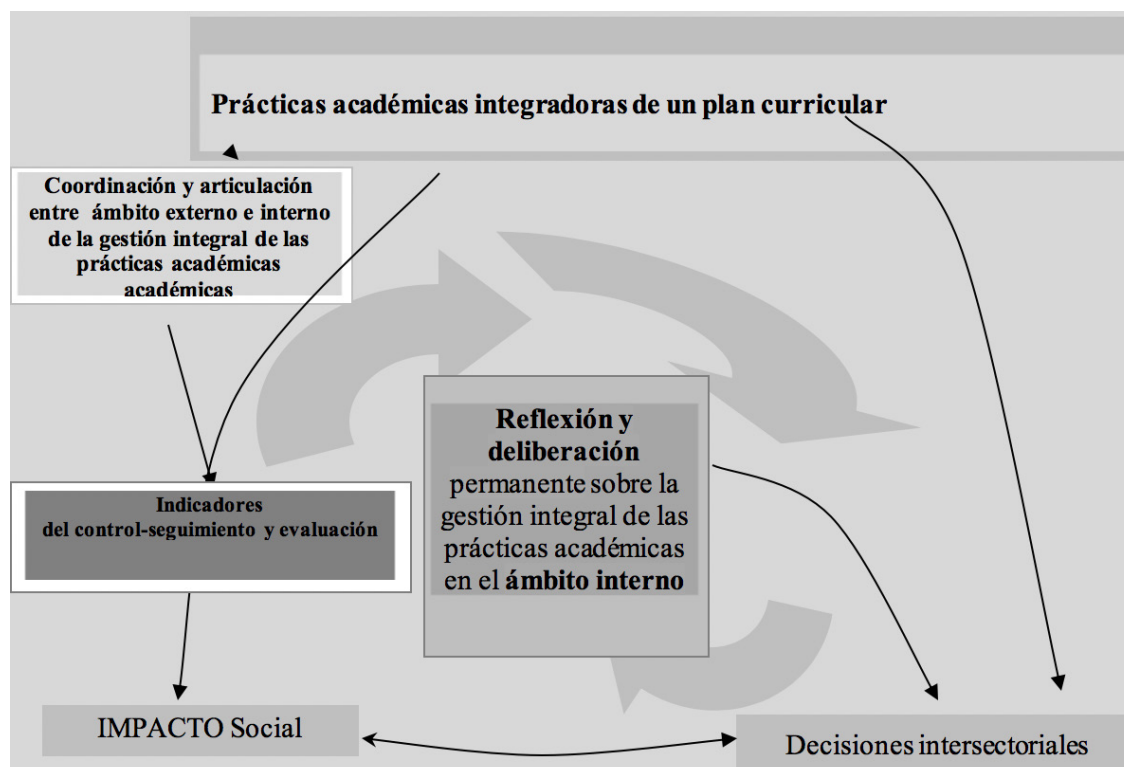 Prácticas académicas integradoras de un plan curricular
Coordinación y articulación
entre ámbito externo e interno
de la gestión integral de las
prácticas académicas
académicas
Reflexión y
deliberación
permanente sobre la
gestión integral de las
prácticas académicas
en el ámbito interno
Indicadores
del control-seguimiento y evaluación
IMPACTO Social
Decisiones intersectoriales